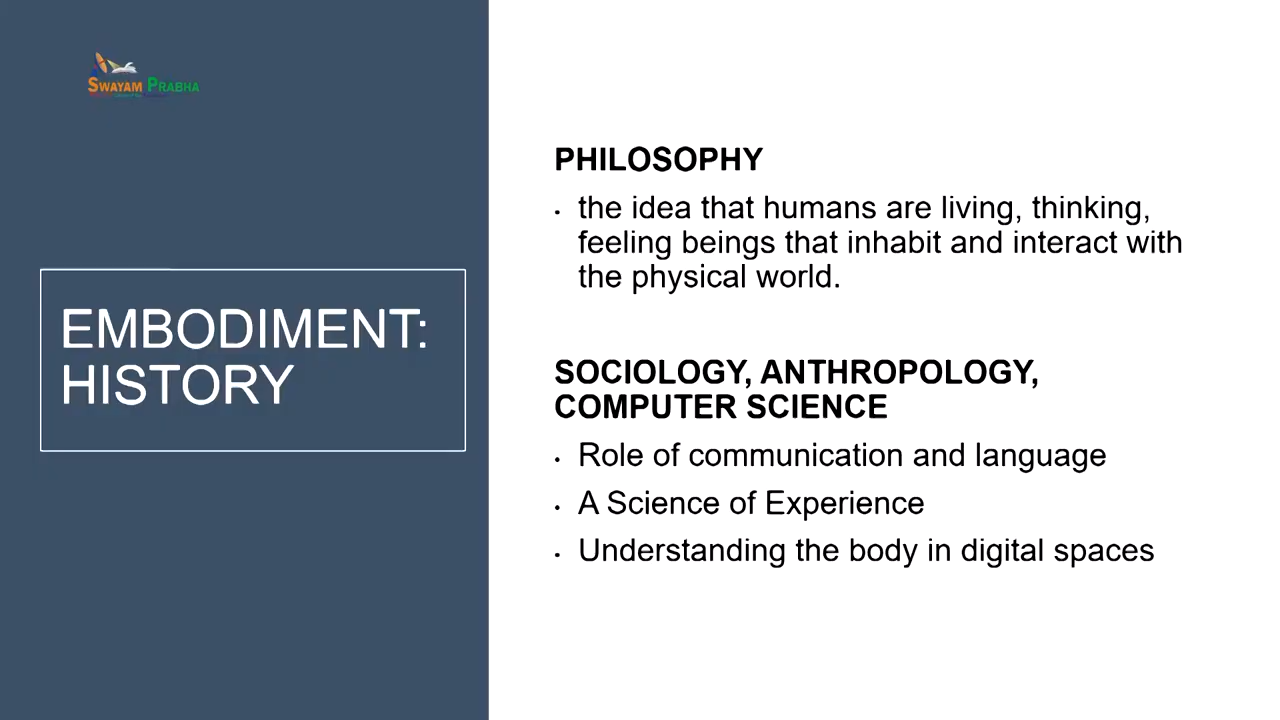 SWAYAM PRABHA
EMBODIMENT:
HISTORY
PHILOSOPHY
• the idea that humans are living, thinking,
feeling beings that inhabit and interact with
the physical world.
SOCIOLOGY, ANTHROPOLOGY,
COMPUTER SCIENCE
• Role of communication and language
• A Science of Experience
• Understanding the body in digital spaces